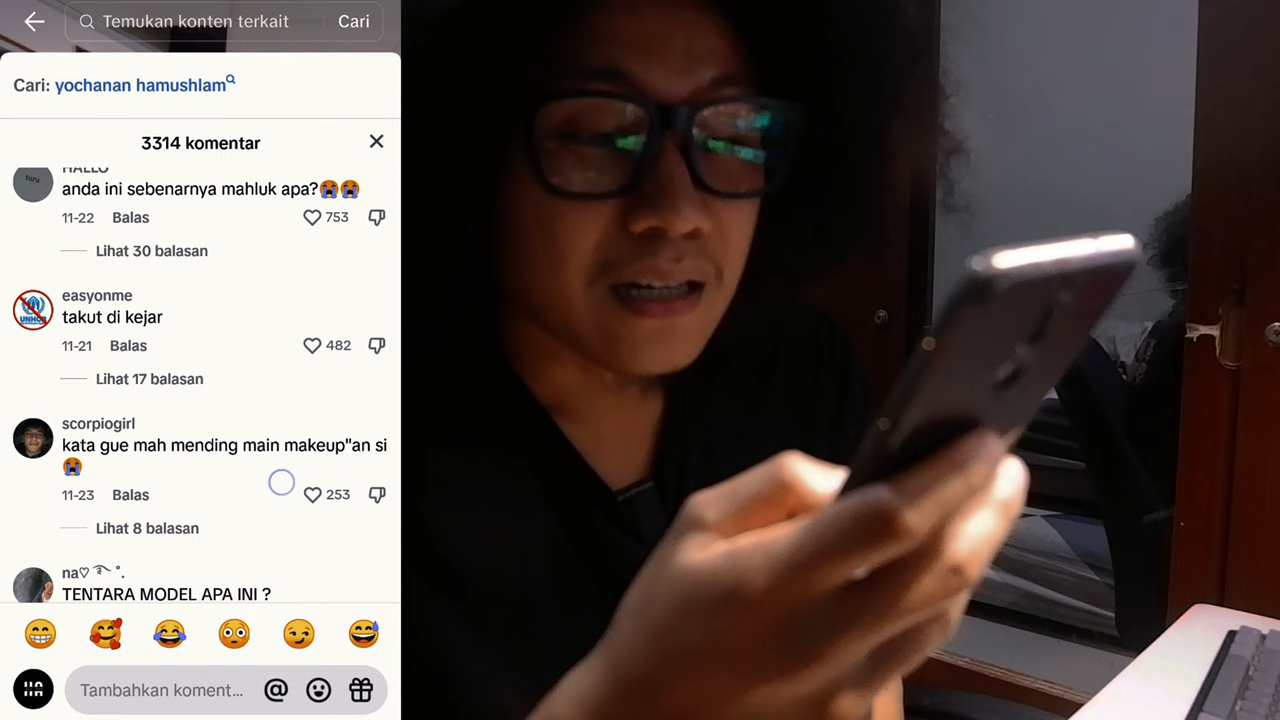 Temukan konten terkait
Cari
Cari: yochanan hamushlam
3314 komentar
HALLO
anda ini sebenarnya mahluk apa?😭😭
11-22 Balas 753
Lihat 30 balasan
easyonme
takut di kejar
11-21 Balas 482
Lihat 17 balasan
scorpiogirl
kata gue mah mending main makeup"an si
😭
11-23 Balas 253
Lihat 8 balasan
na♡
TENTARA MODEL APA INI ?
Tambahkan koment...